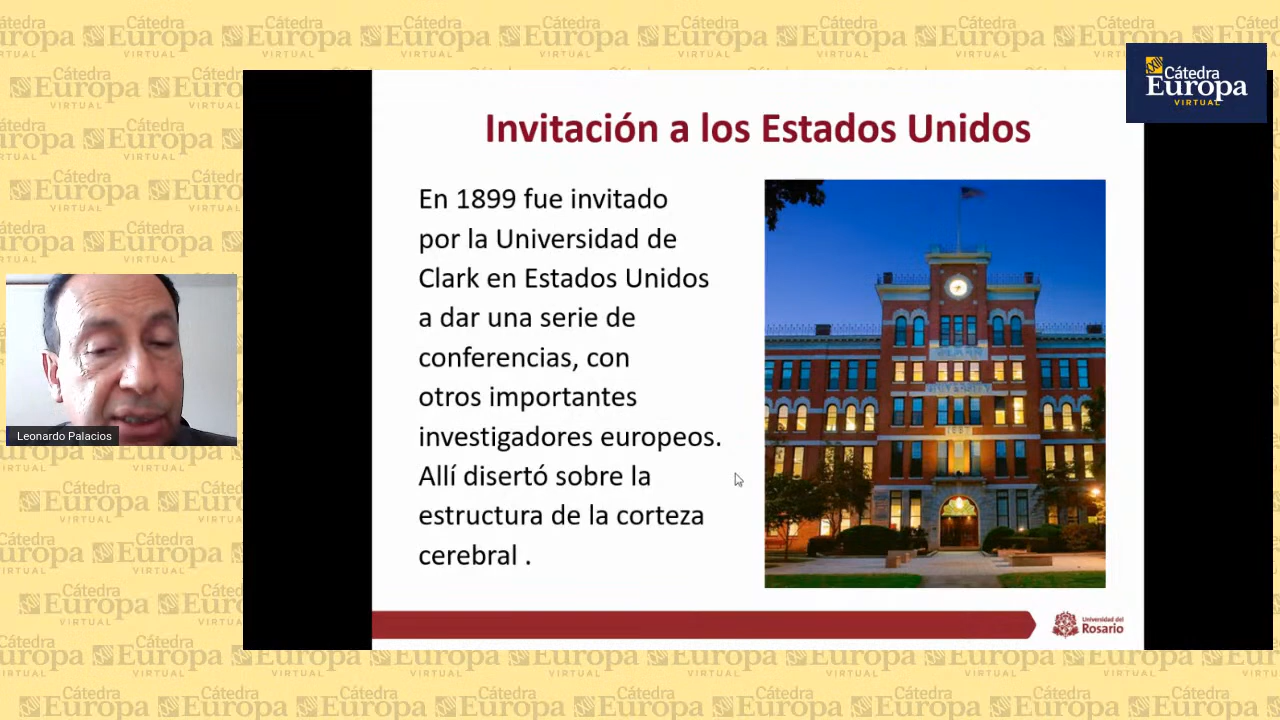 Cátedra
Europa
VIRTUAL
Invitación a los Estados Unidos
En 1899 fue invitado
por la Universidad de
Clark en Estados Unidos
a dar una serie de
conferencias, con
otros importantes
investigadores europeos.
Allí disertó sobre la
estructura de la corteza
cerebral .
Leonardo Palacios
Universidad del
Rosario